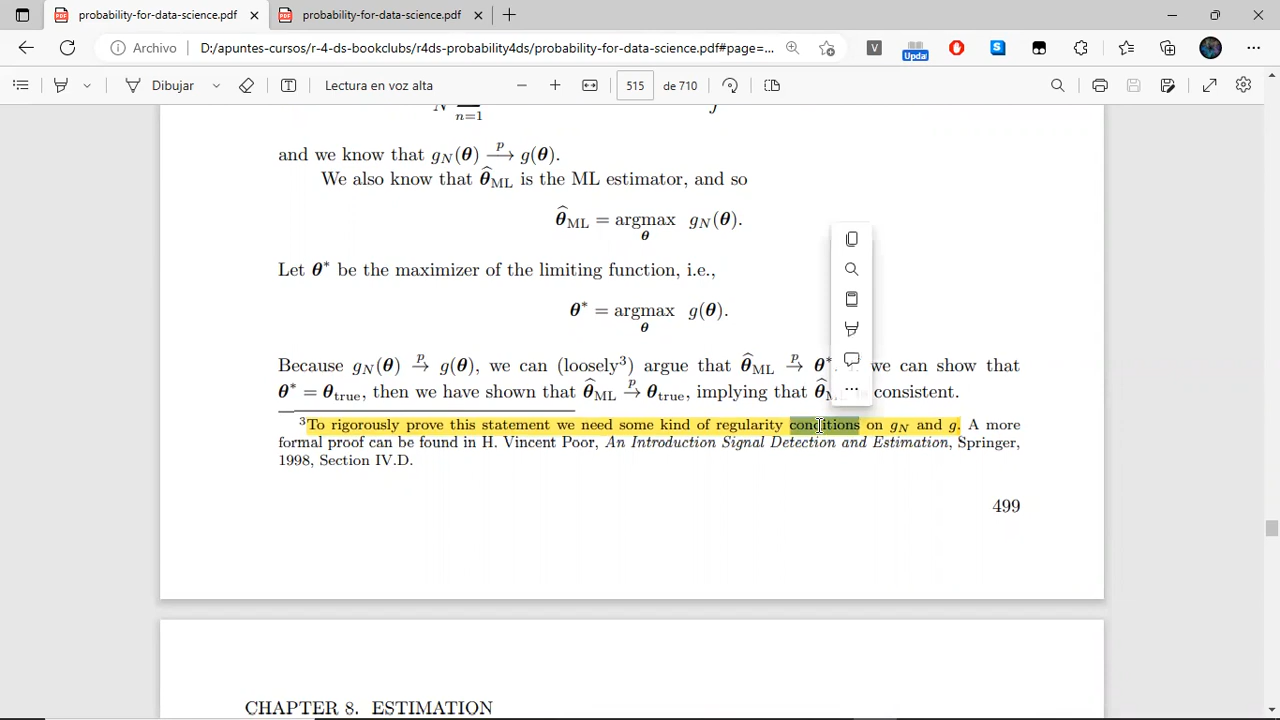 probability-for-data-science.pdf
probability-for-data-science.pdf
Archivo
D:/apuntes-cursos/r-4-ds-bookclubs/r4ds-probability4ds/probability-for-data-science.pdf#page=...
V
Upda
S
Dibujar
Lectura en voz alta
515
de 710
n=1
and we know that g_N(θ) →^p g(θ).
We also know that θ̂_ML is the ML estimator, and so
θ̂_ML = argmax g_N(θ).
θ
Let θ* be the maximizer of the limiting function, i.e.,
θ* = argmax g(θ).
θ
Because g_N(θ) →^p g(θ), we can (loosely³) argue that θ̂_ML →^p θ*. we can show that
θ* = θ_true, then we have shown that θ̂_ML →^p θ_true, implying that θ̂ consistent.
³To rigorously prove this statement we need some kind of regularity conditions on g_N and g. A more
formal proof can be found in H. Vincent Poor, An Introduction Signal Detection and Estimation, Springer,
1998, Section IV.D.
499
CHAPTER 8. ESTIMATION